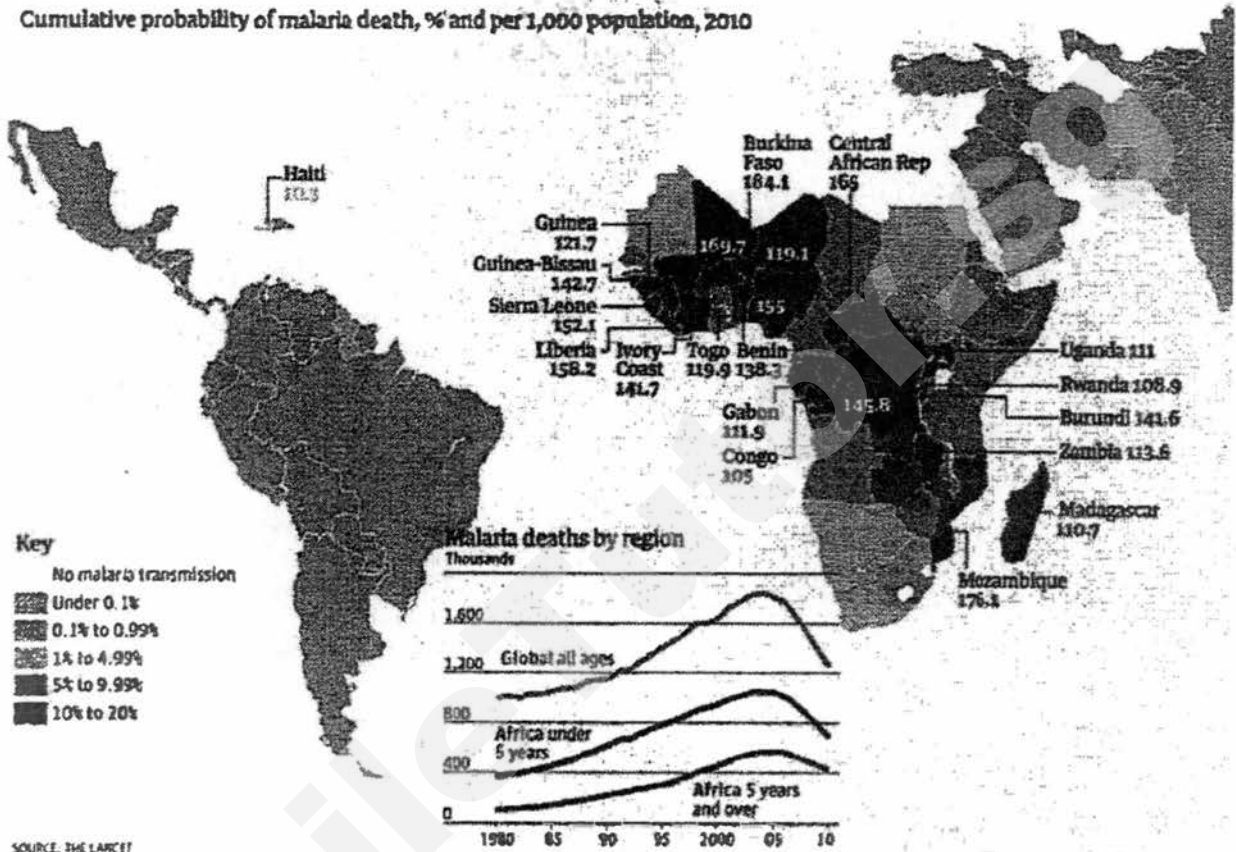 Cumulative probability of malaria death, % and per 1,000 population, 2010
Haiti
10.3
Burkina
Faso
184.1
Central
African Rep
165
Guinea
121.7
Guinea-Bissau
142.7
Sierra Leone
152.1
Liberia
158.2
Ivory
Coast
141.7
Togo
119.9
Benin
138.3
169.7
119.1
155
145.8
Gabon
111.9
Congo
105
Uganda 111
Rwanda 108.9
Burundi 141.6
Zambia 113.6
Madagascar
110.7
Mozambique
176.1
Key
No malaria transmission
Under 0.1%
0.1% to 0.99%
1% to 4.99%
5% to 9.99%
10% to 20%
Malaria deaths by region
Thousands
1,600
1,200
800
400
0
Global all ages
Africa under
5 years
Africa 5 years
and over
1980 85 90 95 2000 05 10
SOURCE: THE LANCET